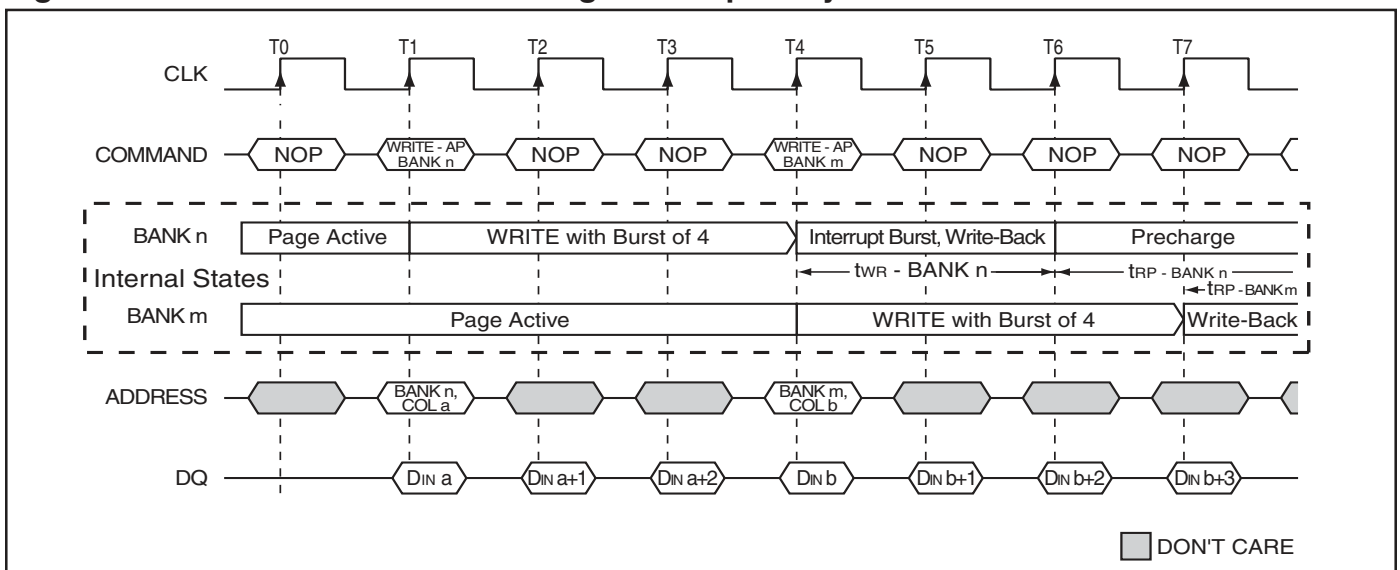 T0 T1 T2 T3 T4 T5 T6 T7
CLK
COMMAND NOP WRITE - AP BANK n NOP NOP WRITE - AP BANK m NOP NOP NOP
BANK n Page Active WRITE with Burst of 4 Interrupt Burst, Write-Back Precharge
Internal States tWR - BANK n tRP - BANK n
tRP - BANK m
BANK m Page Active WRITE with Burst of 4 Write-Back
ADDRESS BANK n, COL a BANK m, COL b
DQ DIN a DIN a+1 DIN a+2 DIN b DIN b+1 DIN b+2 DIN b+3
DON'T CARE